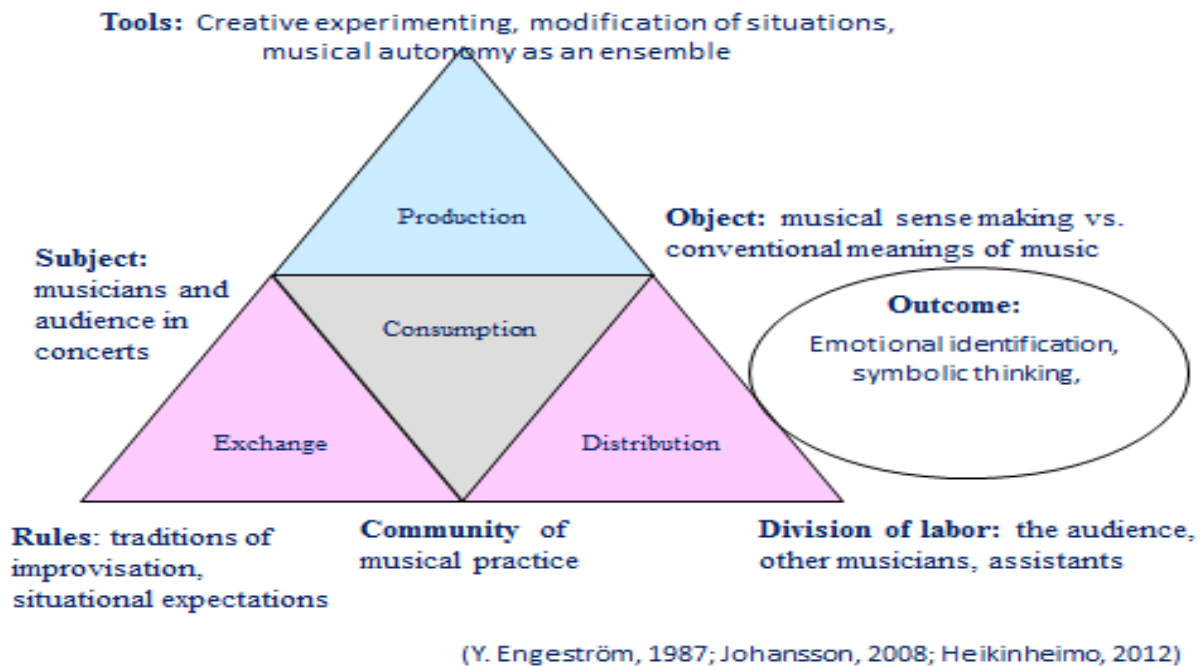 Tools: Creative experimenting, modification of situations,
musical autonomy as an ensemble
Production
Object: musical sense making vs.
conventional meanings of music
Subject:
musicians and
audience in
concerts
Outcome:
Emotional identification,
symbolic thinking,
Consumption
Exchange
Distribution
Rules: traditions of
improvisation,
situational expectations
Community of
musical practice
Division of labor: the audience,
other musicians, assistants
(Y. Engeström, 1987; Johansson, 2008; Heikinheimo, 2012)